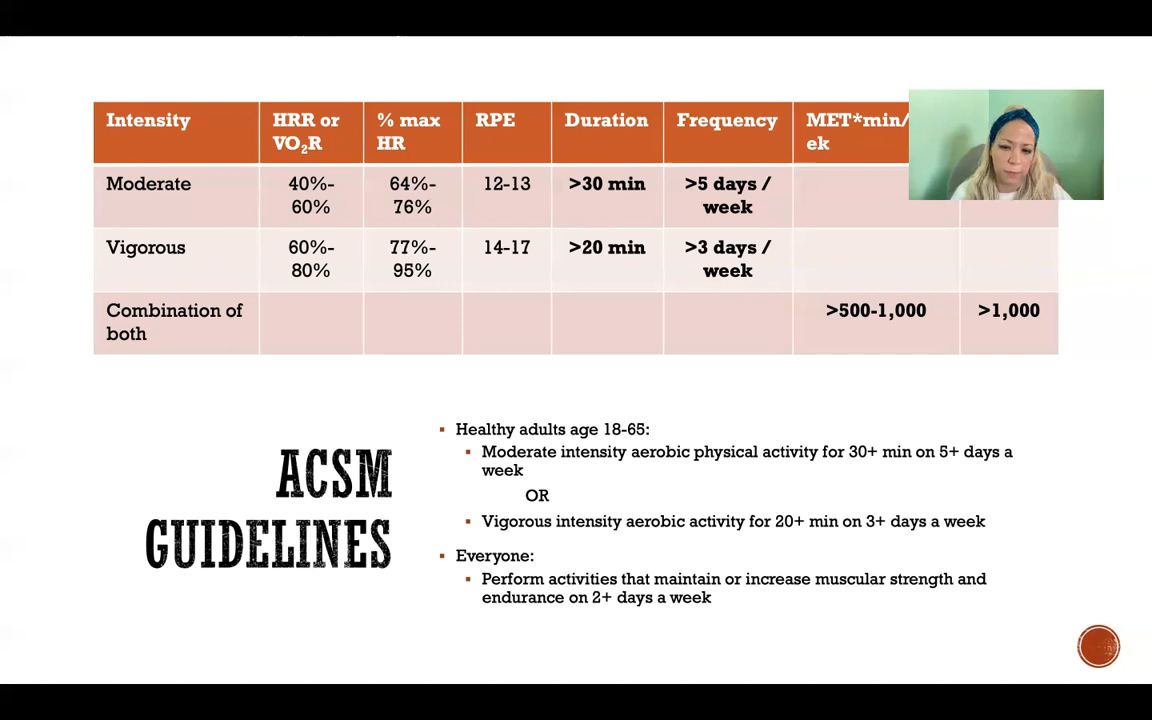 Intensity HRR or % max RPE Duration Frequency MET*min/
VO₂R HR ek
Moderate 40%- 64%- 12-13 >30 min >5 days /
60% 76% week
Vigorous 60%- 77%- 14-17 >20 min >3 days /
80% 95% week
Combination of >500-1,000 >1,000
both
ACSM
GUIDELINES
▪ Healthy adults age 18-65:
▪ Moderate intensity aerobic physical activity for 30+ min on 5+ days a
week
OR
▪ Vigorous intensity aerobic activity for 20+ min on 3+ days a week
▪ Everyone:
▪ Perform activities that maintain or increase muscular strength and
endurance on 2+ days a week